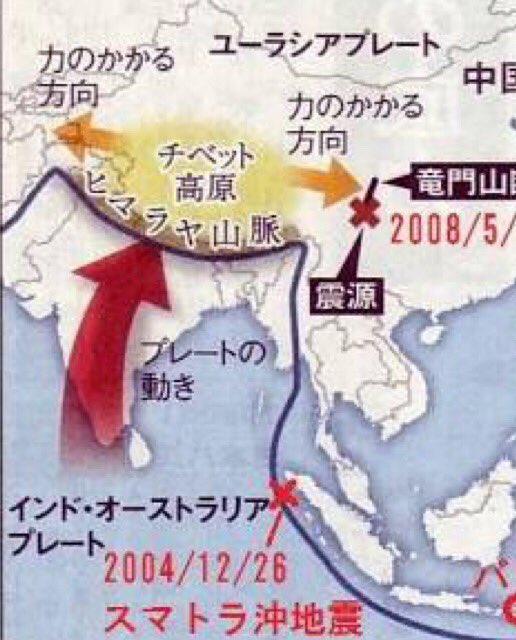 ユーラシアプレート
力のかかる
方向
中国
力のかかる
方向
チベット
高原
竜門山
ヒマラヤ山脈
2008/5/
震源
プレートの
動き
インド・オーストラリア
プレート
2004/12/26
スマトラ沖地震
バ